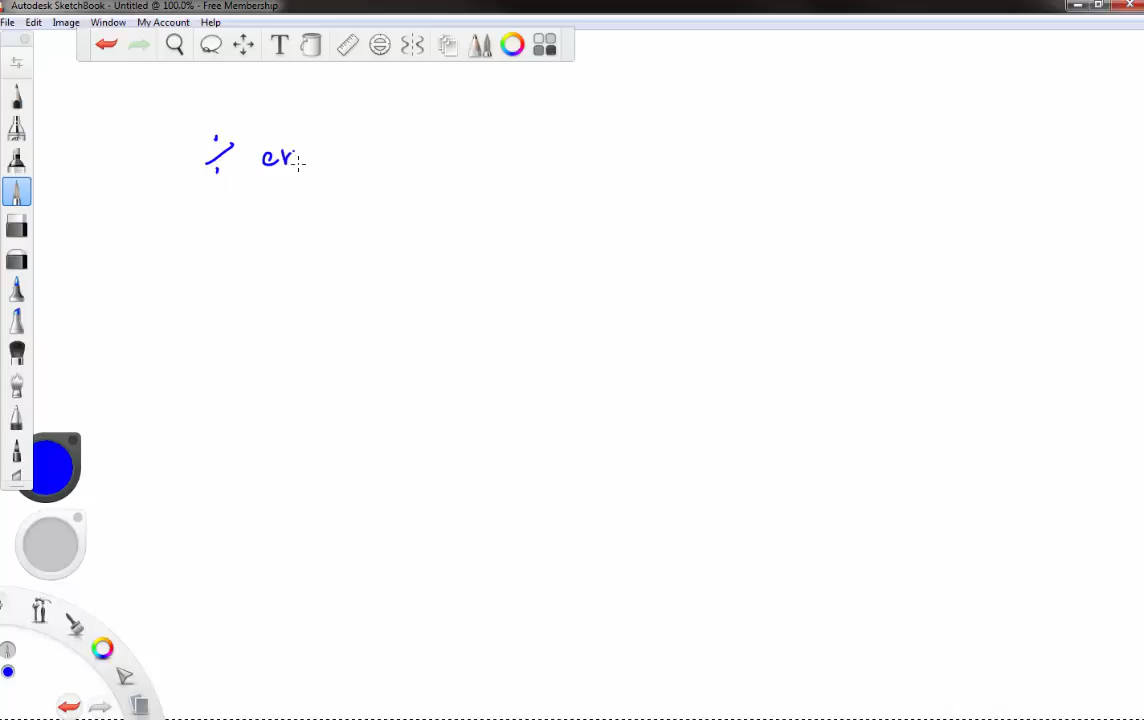 Autodesk SketchBook - Untitled @ 100.0% - Free Membership
File Edit Image Window My Account Help
T
% er